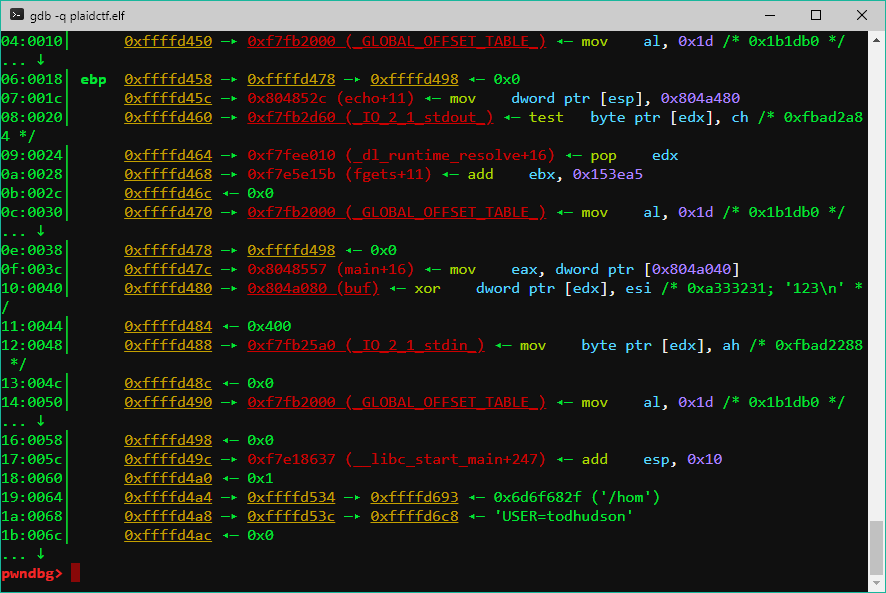 gdb -q plaidctf.elf
04:0010│ 0xffffd450 —▸ 0xf7fb2000 (_GLOBAL_OFFSET_TABLE_) ◂— mov al, 0x1d /* 0x1b1db0 */
... ↓
06:0018│ ebp 0xffffd458 —▸ 0xffffd478 —▸ 0xffffd498 ◂— 0x0
07:001c│ 0xffffd45c —▸ 0x804852c (echo+11) ◂— mov dword ptr [esp], 0x804a480
08:0020│ 0xffffd460 —▸ 0xf7fb2d60 (_IO_2_1_stdout_) ◂— test byte ptr [edx], ch /* 0xfbad2a8
4 */
09:0024│ 0xffffd464 —▸ 0xf7fee010 (_dl_runtime_resolve+16) ◂— pop edx
0a:0028│ 0xffffd468 —▸ 0xf7e5e15b (fgets+11) ◂— add ebx, 0x153ea5
0b:002c│ 0xffffd46c ◂— 0x0
0c:0030│ 0xffffd470 —▸ 0xf7fb2000 (_GLOBAL_OFFSET_TABLE_) ◂— mov al, 0x1d /* 0x1b1db0 */
... ↓
0e:0038│ 0xffffd478 —▸ 0xffffd498 ◂— 0x0
0f:003c│ 0xffffd47c —▸ 0x8048557 (main+16) ◂— mov eax, dword ptr [0x804a040]
10:0040│ 0xffffd480 —▸ 0x804a080 (buf) ◂— xor dword ptr [edx], esi /* 0xa333231; '123\n' *
/
11:0044│ 0xffffd484 ◂— 0x400
12:0048│ 0xffffd488 —▸ 0xf7fb25a0 (_IO_2_1_stdin_) ◂— mov byte ptr [edx], ah /* 0xfbad2288
*/
13:004c│ 0xffffd48c ◂— 0x0
14:0050│ 0xffffd490 —▸ 0xf7fb2000 (_GLOBAL_OFFSET_TABLE_) ◂— mov al, 0x1d /* 0x1b1db0 */
... ↓
16:0058│ 0xffffd498 ◂— 0x0
17:005c│ 0xffffd49c —▸ 0xf7e18637 (__libc_start_main+247) ◂— add esp, 0x10
18:0060│ 0xffffd4a0 ◂— 0x1
19:0064│ 0xffffd4a4 —▸ 0xffffd534 —▸ 0xffffd693 ◂— 0x6d6f682f ('/hom')
1a:0068│ 0xffffd4a8 —▸ 0xffffd53c —▸ 0xffffd6c8 ◂— 'USER=todhudson'
1b:006c│ 0xffffd4ac ◂— 0x0
... ↓
pwndbg>